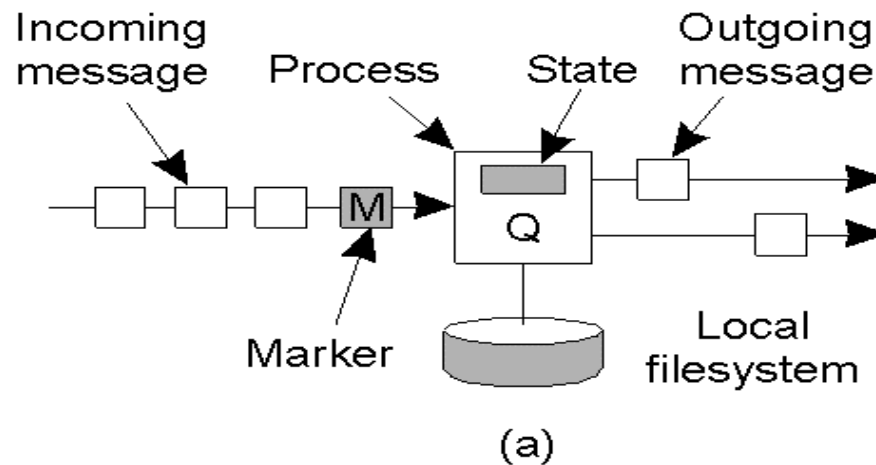 Incoming
message
Process
State
Outgoing
message
M
Q
Marker
Local
filesystem
(a)